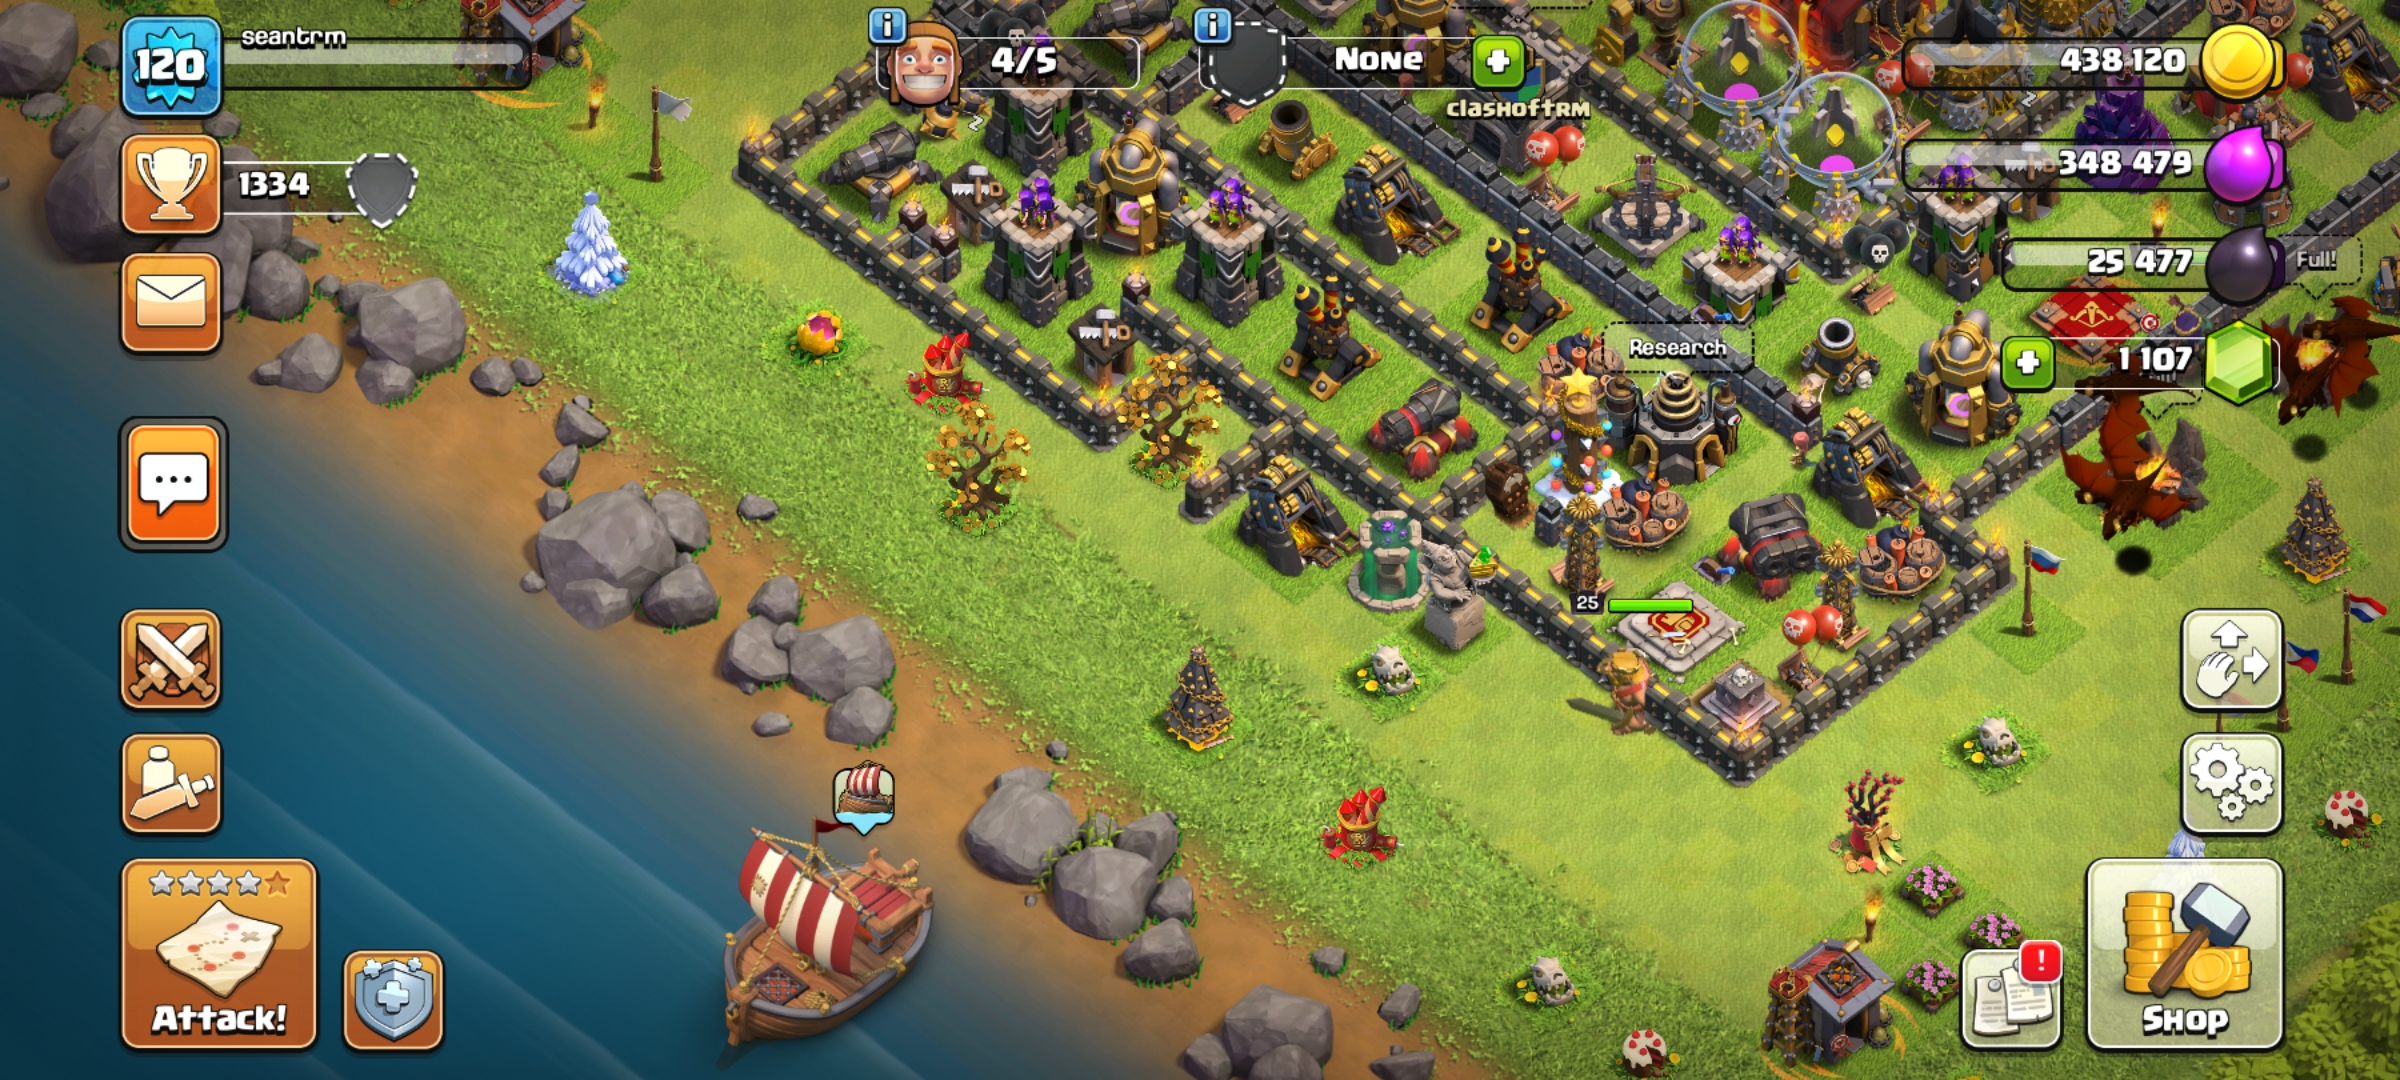 120
seantrm
4/5
None
clashoftrm
438 120
1334
348 479
25 477
Full!
Research
1 107
25
!
Attack!
Shop